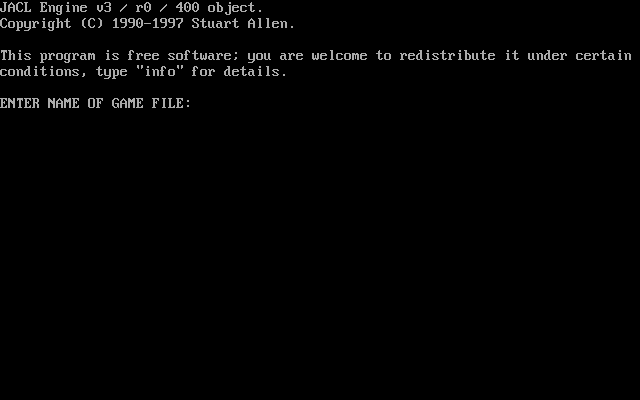 JACL Engine v3 / r0 / 400 object.
Copyright (C) 1990-1997 Stuart Allen.
This program is free software; you are welcome to redistribute it under certain
conditions, type "info" for details.
ENTER NAME OF GAME FILE: